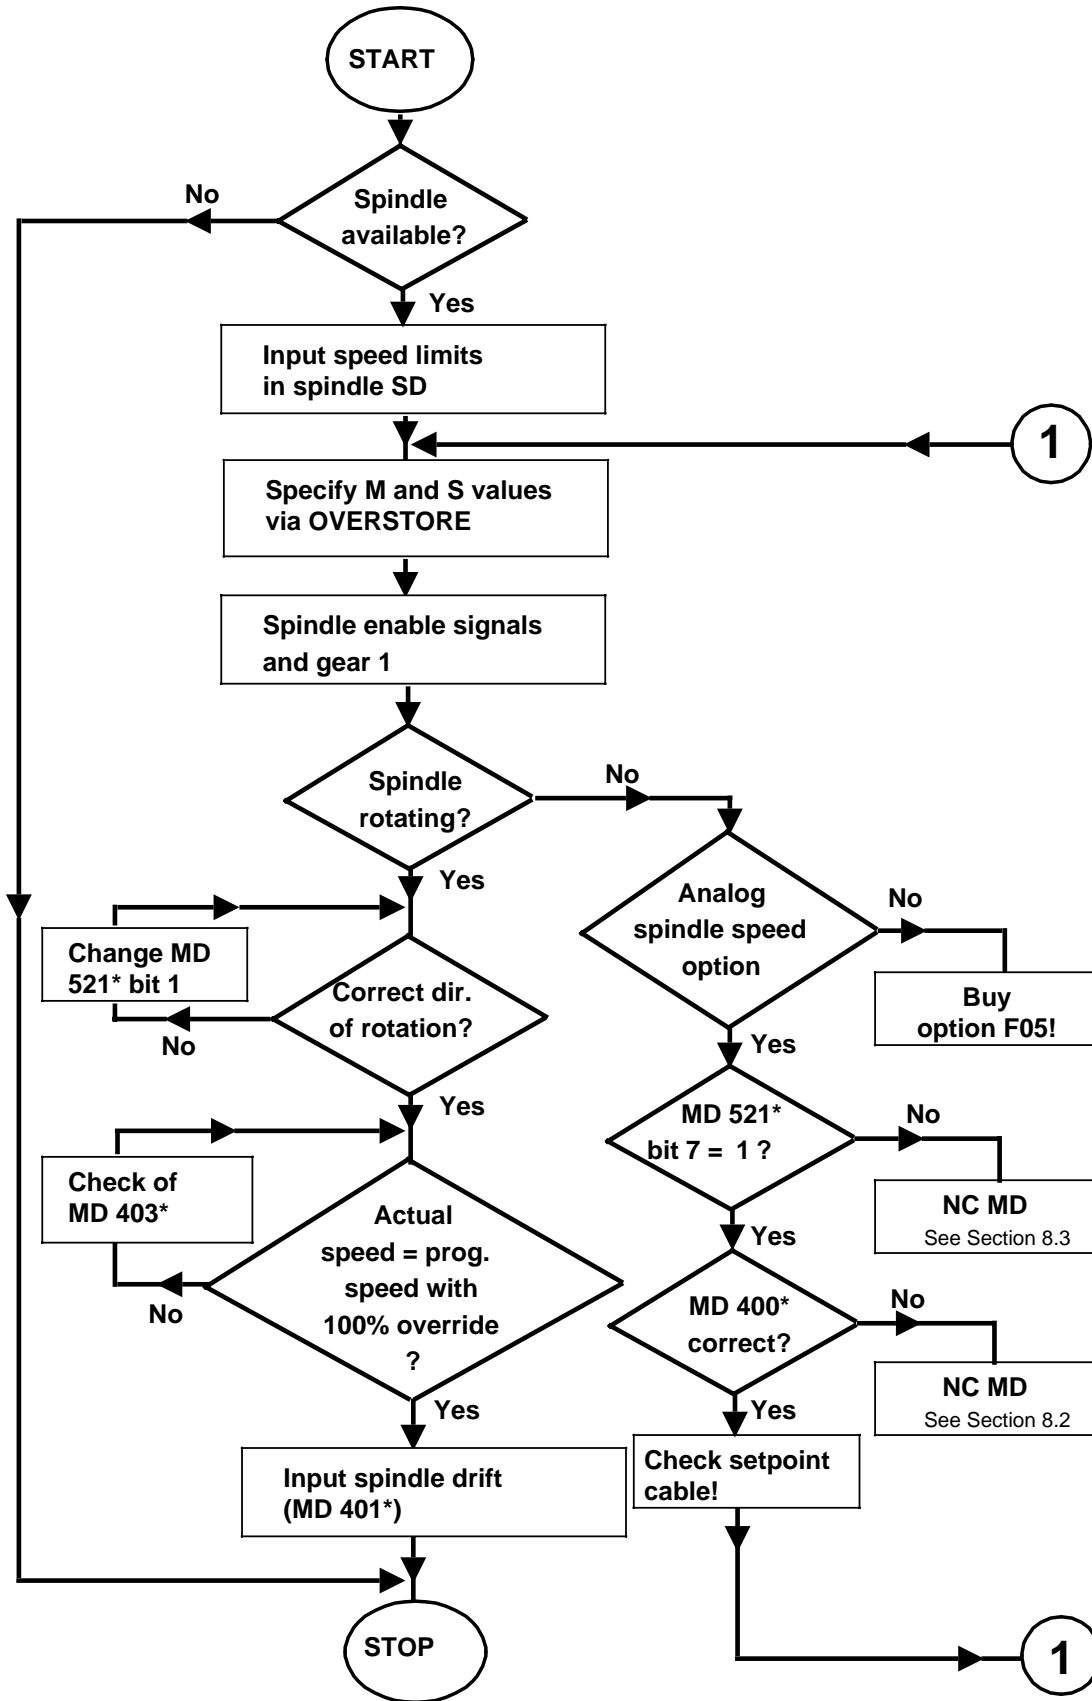 START
No
Spindle
available?
Yes
Input speed limits
in spindle SD
1
Specify M and S values
via OVERSTORE
Spindle enable signals
and gear 1
Spindle
rotating?
No
Yes
Change MD
521* bit 1
Correct dir.
of rotation?
No
Yes
Analog
spindle speed
option
No
Buy
option F05!
Yes
MD 521*
bit 7 = 1 ?
No
NC MD
See Section 8.3
Yes
Check of
MD 403*
Actual
speed = prog.
speed with
100% override
?
No
Yes
MD 400*
correct?
No
NC MD
See Section 8.2
Yes
Input spindle drift
(MD 401*)
Check setpoint
cable!
STOP
1